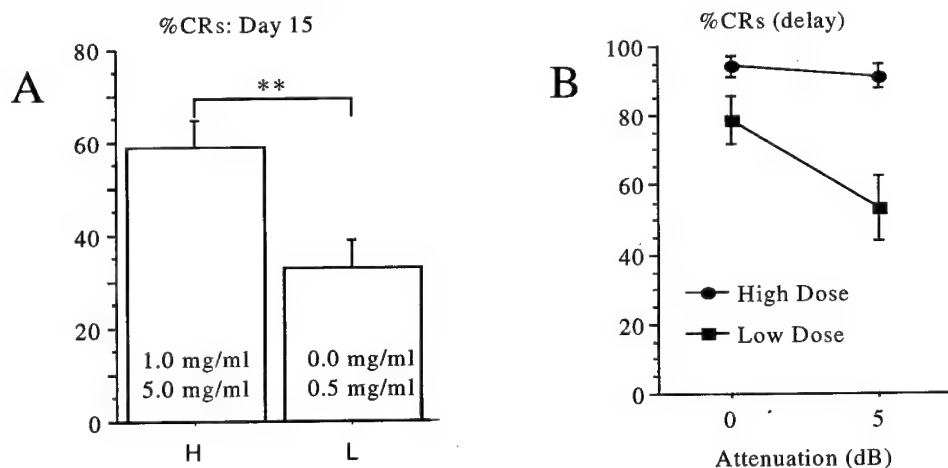 %CRs: Day 15
A
80
60
40
20
0
**
1.0 mg/ml
5.0 mg/ml
0.0 mg/ml
0.5 mg/ml
H
L
%CRs (delay)
B
100
80
60
40
20
0
High Dose
Low Dose
0
5
Attenuation (dB)